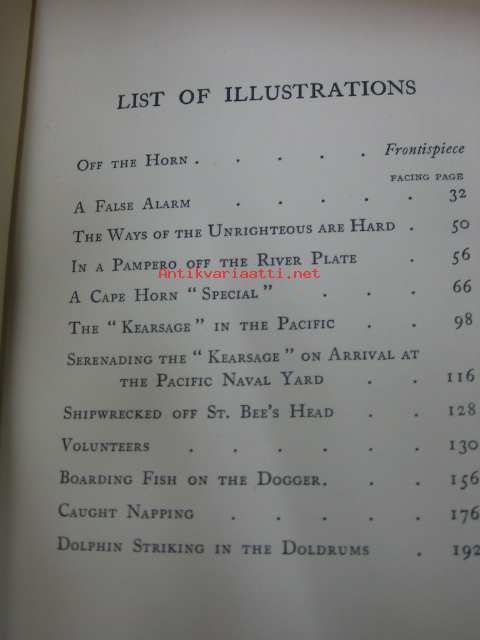 LIST OF ILLUSTRATIONS
OFF THE HORN . . . . . Frontispiece
FACING PAGE
A FALSE ALARM . . . . . 32
THE WAYS OF THE UNRIGHTEOUS ARE HARD . 50
IN A PAMPERO OFF THE RIVER PLATE . 56
Antikvariaatti.net
A CAPE HORN "SPECIAL" . . . 66
THE "KEARSAGE" IN THE PACIFIC . . 98
SERENADING THE "KEARSAGE" ON ARRIVAL AT
THE PACIFIC NAVAL YARD . . 116
SHIPWRECKED OFF ST. BEE'S HEAD . . 128
VOLUNTEERS . . . . . . 130
BOARDING FISH ON THE DOGGER. . . 156
CAUGHT NAPPING . . . . . 176
DOLPHIN STRIKING IN THE DOLDRUMS . 192